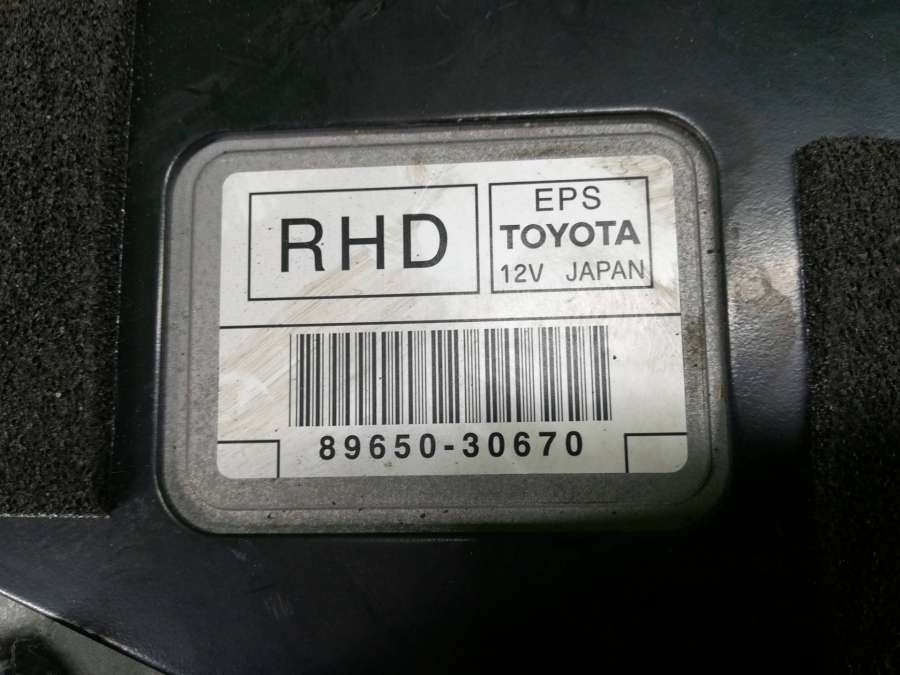 RHD
EPS
TOYOTA
12V JAPAN
89650-30670